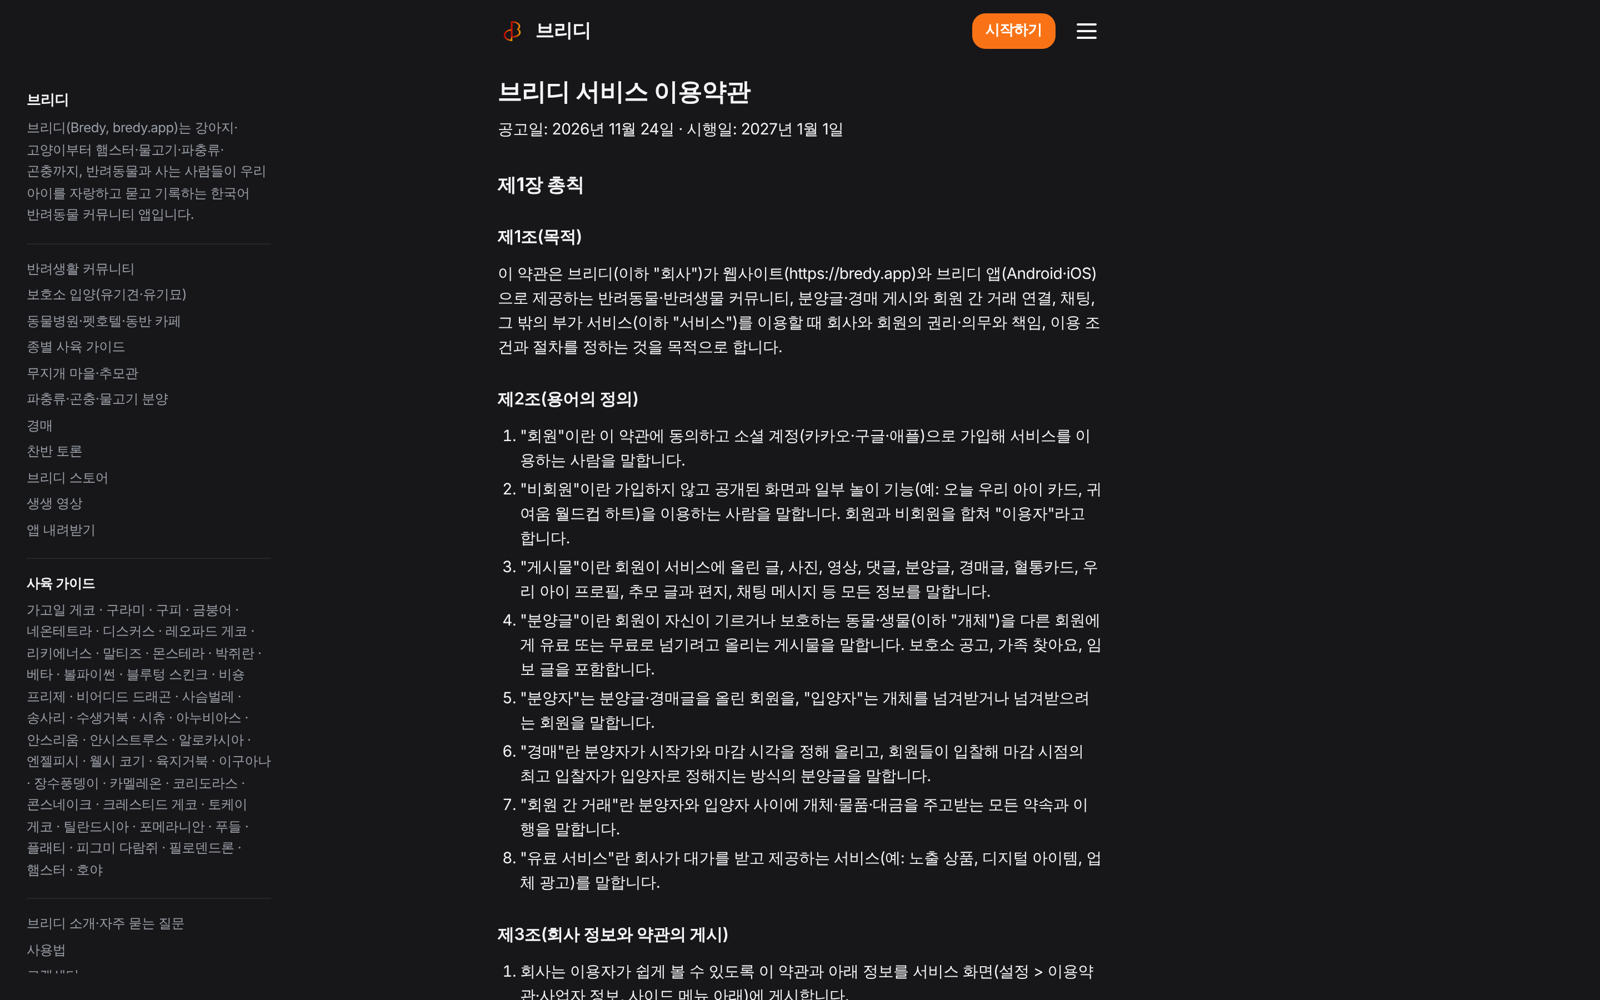 브리디
시작하기
브리디
브리디(Bredy, bredy.app)는 강아지·
고양이부터 햄스터·물고기·파충류·
곤충까지, 반려동물과 사는 사람들이 우리
아이를 자랑하고 묻고 기록하는 한국어
반려동물 커뮤니티 앱입니다.
반려생활 커뮤니티
보호소 입양(유기견·유기묘)
동물병원·펫호텔·동반 카페
종별 사육 가이드
무지개 마을·추모관
파충류·곤충·물고기 분양
경매
찬반 토론
브리디 스토어
생생 영상
앱 내려받기
사육 가이드
가고일 게코 · 구라미 · 구피 · 금붕어 ·
네온테트라 · 디스커스 · 레오파드 게코 ·
리키에너스 · 말티즈 · 몬스테라 · 박쥐란 ·
베타 · 볼파이썬 · 블루텅 스킨크 · 비숑
프리제 · 비어디드 드래곤 · 사슴벌레 ·
송사리 · 수생거북 · 시츄 · 아누비아스 ·
안스리움 · 안시스트루스 · 알로카시아 ·
엔젤피시 · 웰시 코기 · 육지거북 · 이구아나
· 장수풍뎅이 · 카멜레온 · 코리도라스 ·
콘스네이크 · 크레스티드 게코 · 토케이
게코 · 틸란드시아 · 포메라니안 · 푸들 ·
플래티 · 피그미 다람쥐 · 필로덴드론 ·
햄스터 · 호야
브리디 소개·자주 묻는 질문
사용법
브리디 서비스 이용약관
공고일: 2026년 11월 24일 · 시행일: 2027년 1월 1일
제1장 총칙
제1조(목적)
이 약관은 브리디(이하 "회사")가 웹사이트(https://bredy.app)와 브리디 앱(Android·iOS)
으로 제공하는 반려동물·반려생물 커뮤니티, 분양글·경매 게시와 회원 간 거래 연결, 채팅,
그 밖의 부가 서비스(이하 "서비스")를 이용할 때 회사와 회원의 권리·의무와 책임, 이용 조
건과 절차를 정하는 것을 목적으로 합니다.
제2조(용어의 정의)
1. "회원"이란 이 약관에 동의하고 소셜 계정(카카오·구글·애플)으로 가입해 서비스를 이
용하는 사람을 말합니다.
2. "비회원"이란 가입하지 않고 공개된 화면과 일부 놀이 기능(예: 오늘 우리 아이 카드, 귀
여움 월드컵 하트)을 이용하는 사람을 말합니다. 회원과 비회원을 합쳐 "이용자"라고
합니다.
3. "게시물"이란 회원이 서비스에 올린 글, 사진, 영상, 댓글, 분양글, 경매글, 혈통카드, 우
리 아이 프로필, 추모 글과 편지, 채팅 메시지 등 모든 정보를 말합니다.
4. "분양글"이란 회원이 자신이 기르거나 보호하는 동물·생물(이하 "개체")을 다른 회원에
게 유료 또는 무료로 넘기려고 올리는 게시물을 말합니다. 보호소 공고, 가족 찾아요, 임
보 글을 포함합니다.
5. "분양자"는 분양글·경매글을 올린 회원을, "입양자"는 개체를 넘겨받거나 넘겨받으려
는 회원을 말합니다.
6. "경매"란 분양자가 시작가와 마감 시각을 정해 올리고, 회원들이 입찰해 마감 시점의
최고 입찰자가 입양자로 정해지는 방식의 분양글을 말합니다.
7. "회원 간 거래"란 분양자와 입양자 사이에 개체·물품·대금을 주고받는 모든 약속과 이
행을 말합니다.
8. "유료 서비스"란 회사가 대가를 받고 제공하는 서비스(예: 노출 상품, 디지털 아이템, 업
체 광고)를 말합니다.
제3조(회사 정보와 약관의 게시)
1. 회사는 이용자가 쉽게 볼 수 있도록 이 약관과 아래 정보를 서비스 화면(설정 > 이용약
관·사업자 정보, 사이드 메뉴 아래)에 게시합니다.